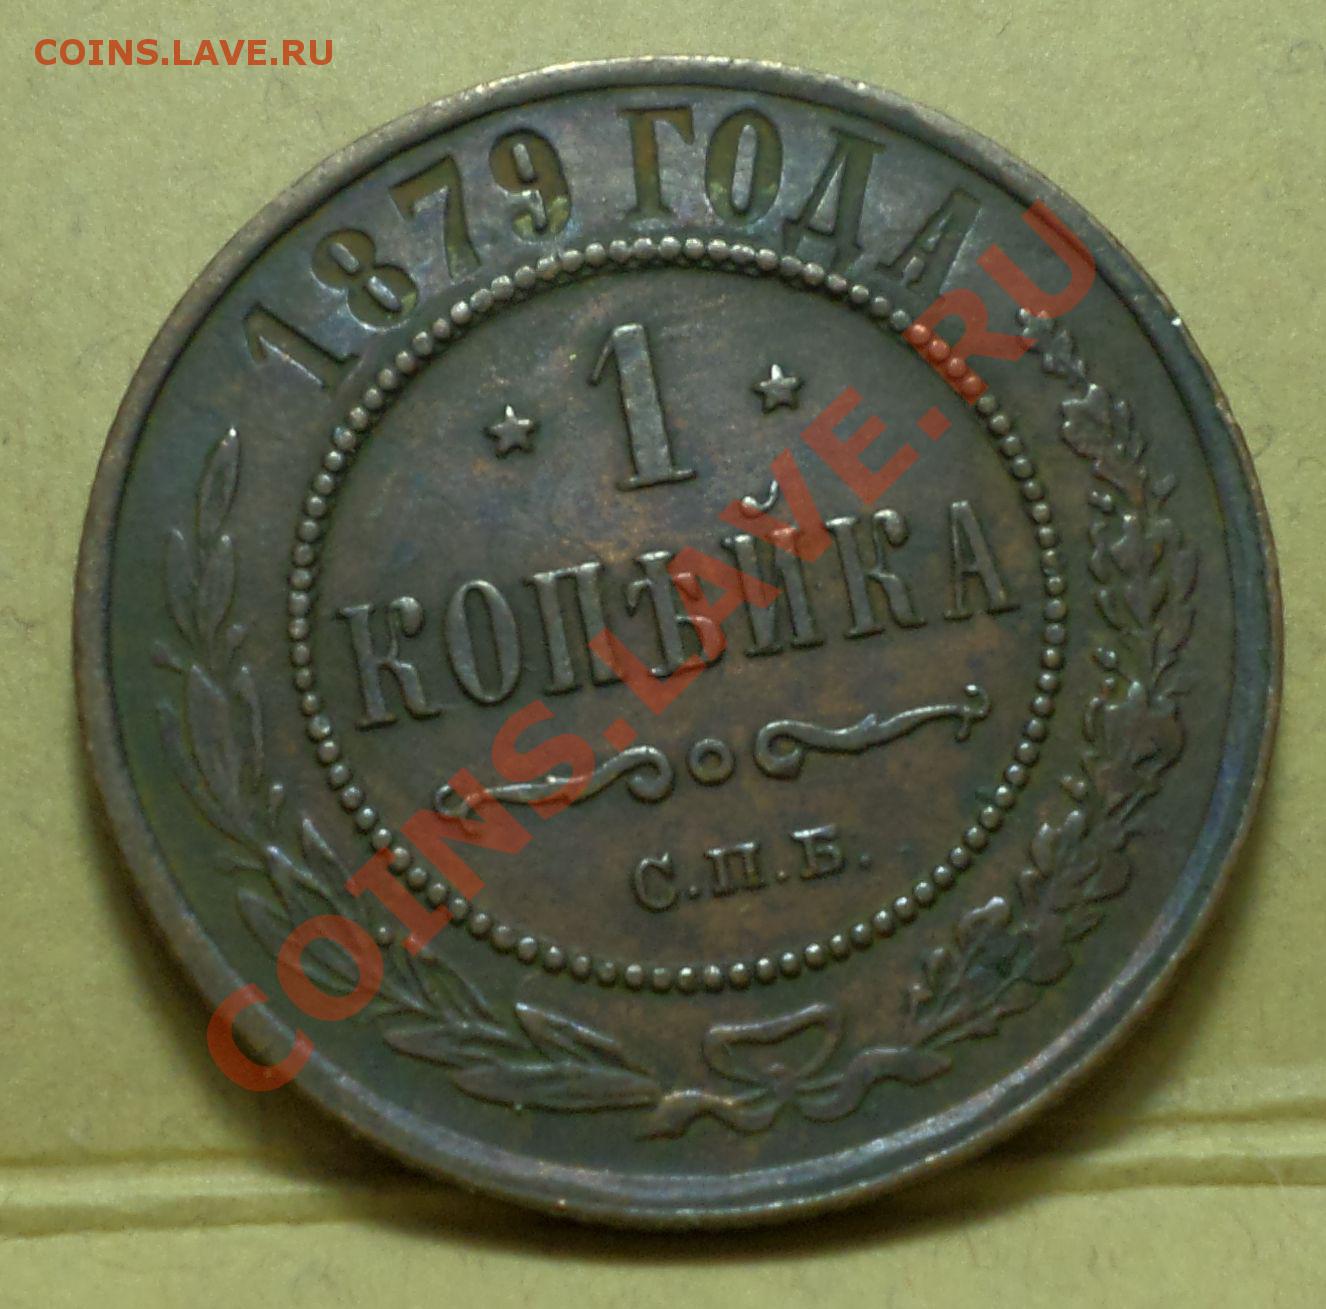 COINS.LAVE.RU
1879 ГОДА
1
КОПѢЙКА
С.П.Б.
COINS.LAVE.RU